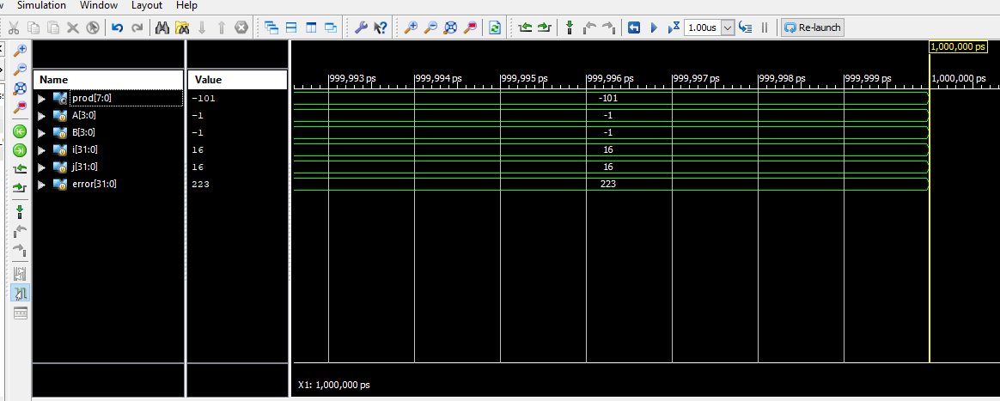 Simulation Window Layout Help
1.00us Re-launch
1,000,000 ps
Name Value
999,993 ps 999,994 ps 999,995 ps 999,996 ps 999,997 ps 999,998 ps 999,999 ps 1,000,000 ps
prod[7:0] -101 -101
A[3:0] -1 -1
B[3:0] -1 -1
i[31:0] 16 16
j[31:0] 16 16
error[31:0] 223 223
X1: 1,000,000 ps